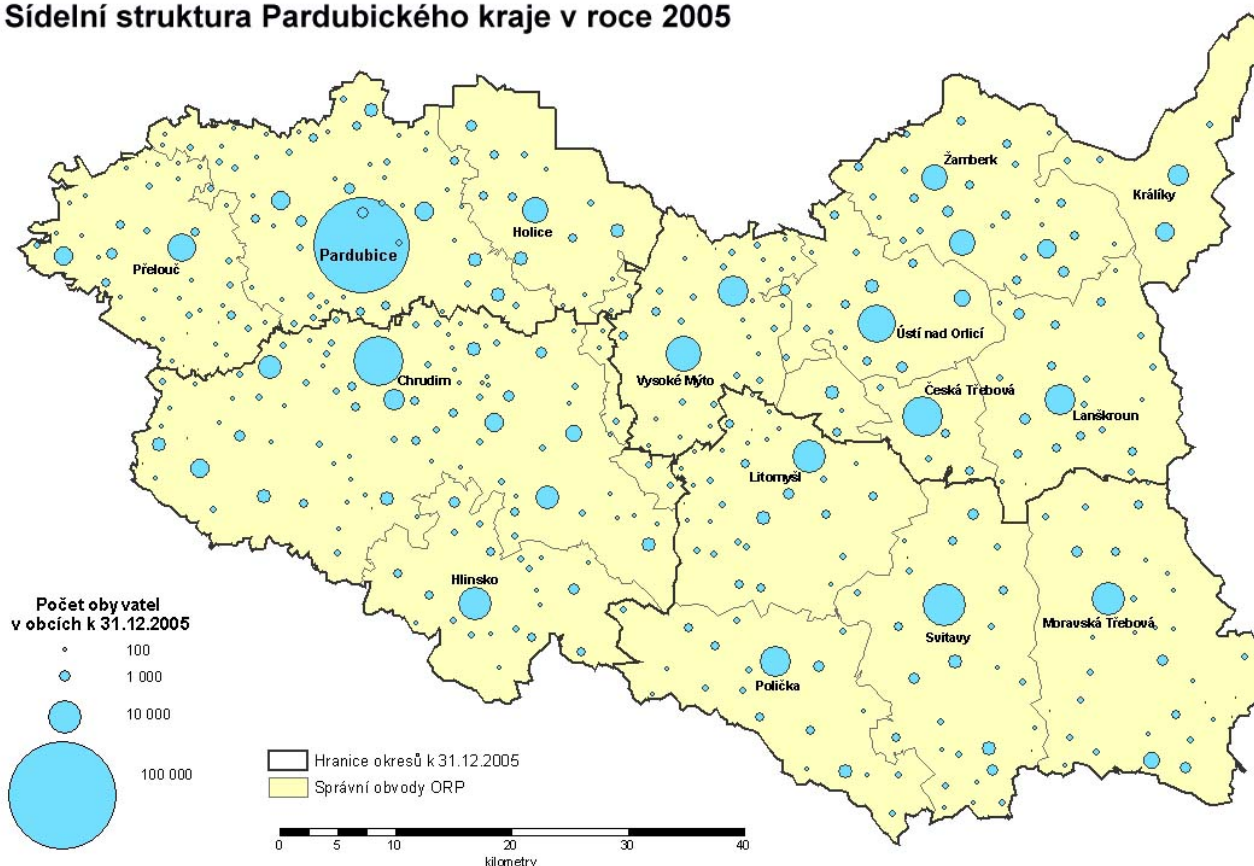 Sídelní struktura Pardubického kraje v roce 2005
Žamberk
Králíky
Holice
Pardubice
Přelouč
Ústí nad Orlicí
Vysoké Mýto
Chrudim
Česká Třebová
Lanškroun
Litomyšl
Hlinsko
Svitavy
Moravská Třebová
Polička
Počet obyvatel
v obcích k 31.12.2005
100
1 000
10 000
100 000
Hranice okresů k 31.12.2005
Správní obvody ORP
0 5 10 20 30 40
kilometry